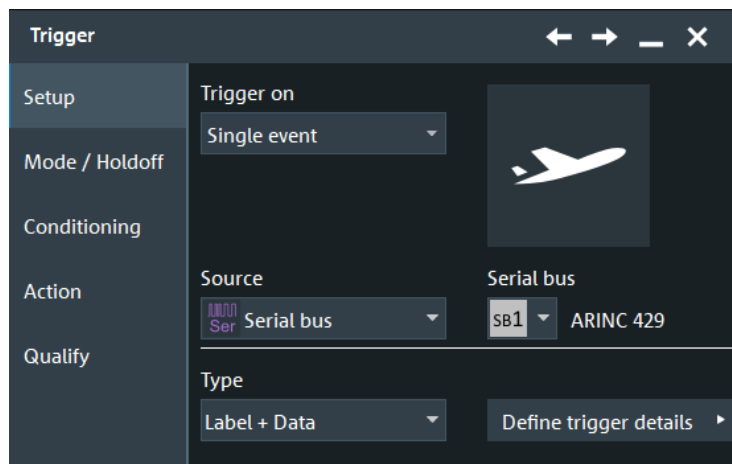 Trigger
Setup
Mode / Holdoff
Conditioning
Action
Qualify
Trigger on
Single event
Source
Serial bus
Ser Serial bus
SB1 ARINC 429
Type
Label + Data
Define trigger details